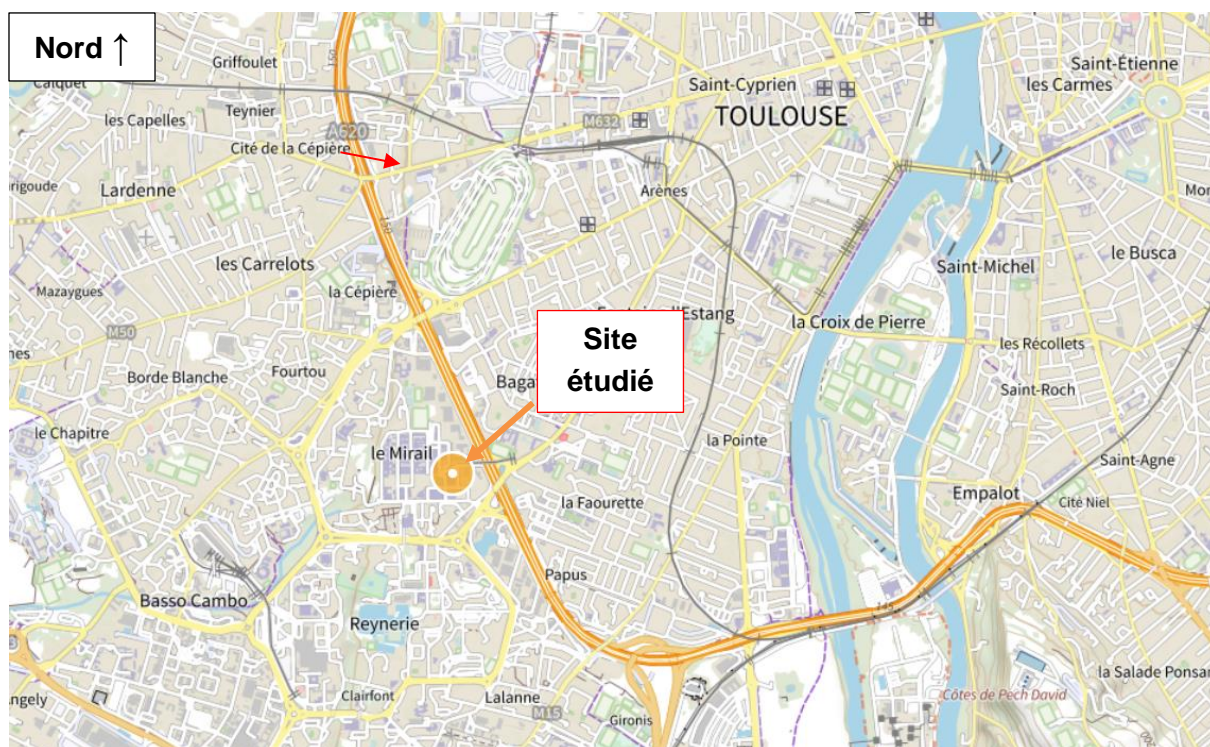 Nord ↑
Griffoulet
Saint-Étienne
les Carmes
Saint-Cyprien
TOULOUSE
Teynier
les Capelles
A620
M632
Cité de la Cépière
Lardenne
Arènes
les Carrelots
Saint-Michel
le Busca
Mazaygues
la Cépière
M50
la Croix de Pierre
les Récollets
Site
étudié
Borde Blanche
Fourtou
Saint-Roch
le Chapitre
le Mirail
la Pointe
Saint-Agne
Empalot
Cité Niel
la Faourette
Papus
Basso Cambo
Reynerie
145
la Salade Ponsan
Clairfont
Lalanne
Côtes de Pech David
M15
Gironis